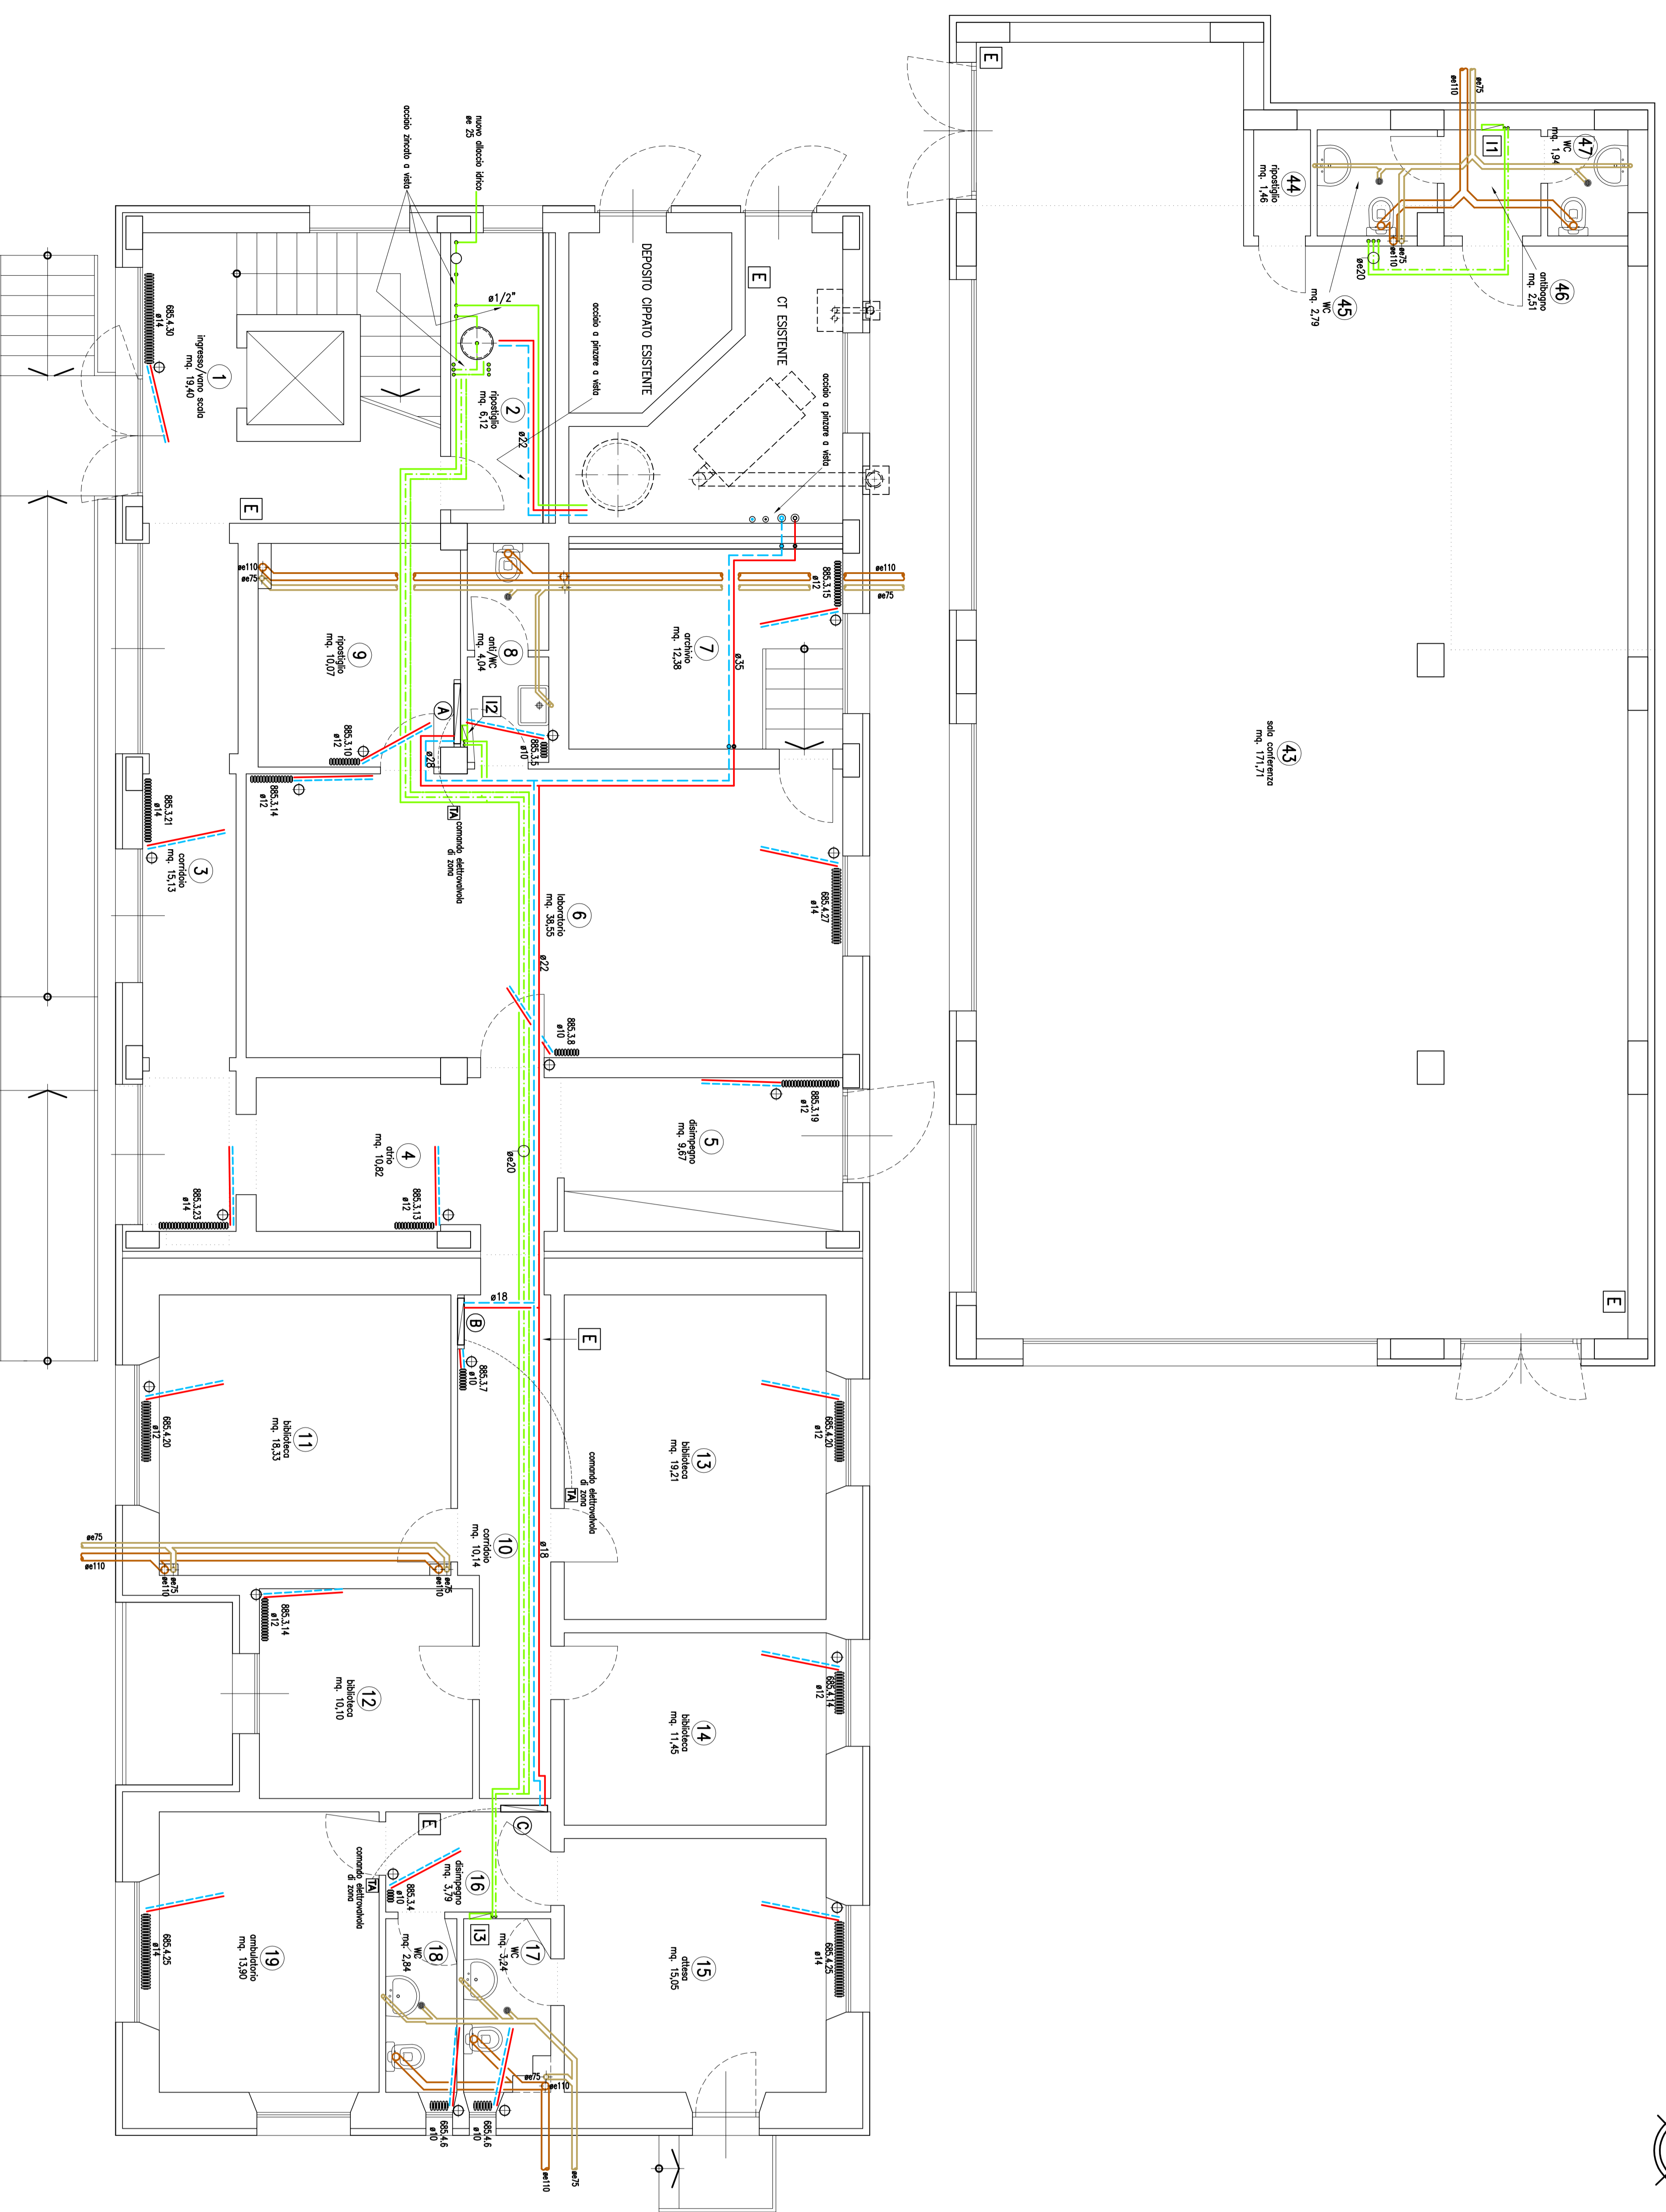 E
øe75
øe110
47
WC
mq. 1,94
I1
44
ripostiglio
mq. 1,46
46
antibagno
mq. 2,51
45
WC
mq. 2,79
øe75
øe110
øe20
43
sala conferenza
mq. 171,71
E
nuovo allaccio idrico
øe 25
acciaio zincato a vista
ø1/2"
DEPOSITO CIPPATO ESISTENTE
E
CT ESISTENTE
acciaio a pinzare a vista
acciaio a pinzare a vista
685.4.30
ø14
1
ingresso/vano scala
mq. 19,40
2
ripostiglio
mq. 6,12
ø22
E
øe110
øe75
885.3.15
ø12
øe110
øe75
9
ripostiglio
mq. 10,07
8
anti/WC
mq. 4,04
7
archivio
mq. 12,38
ø35
A
I2
885.3.10
ø12
885.3.5
ø10
ø28
885.3.14
ø12
TA
comando elettrovalvola
di zona
885.3.21
ø14
3
corridoio
mq. 15,13
6
laboratorio
mq. 38,55
685.4.27
ø14
ø22
885.3.8
ø10
885.3.19
ø12
5
disimpegno
mq. 9,67
4
atrio
mq. 10,82
øe20
885.3.23
ø14
885.3.13
ø12
ø18
B
E
885.3.7
ø10
685.4.20
ø12
11
biblioteca
mq. 18,33
13
biblioteca
mq. 19,21
685.4.20
ø12
comando elettrovalvola
di zona
TA
10
corridoio
mq. 10,14
ø18
øe75
øe110
øe75
øe110
øe75
øe110
885.3.14
ø12
12
biblioteca
mq. 10,10
14
biblioteca
mq. 11,45
685.4.14
ø12
C
E
comando elettrovalvola
di zona
TA
16
disimpegno
mq. 3,79
885.3.4
ø10
I3
685.4.25
ø14
19
ambulatorio
mq. 13,90
18
WC
mq. 2,84
17
WC
mq. 3,24
15
attesa
mq. 15,05
685.4.25
ø14
øe75
øe110
685.4.6
ø10
685.4.6
ø10
øe110
øe75